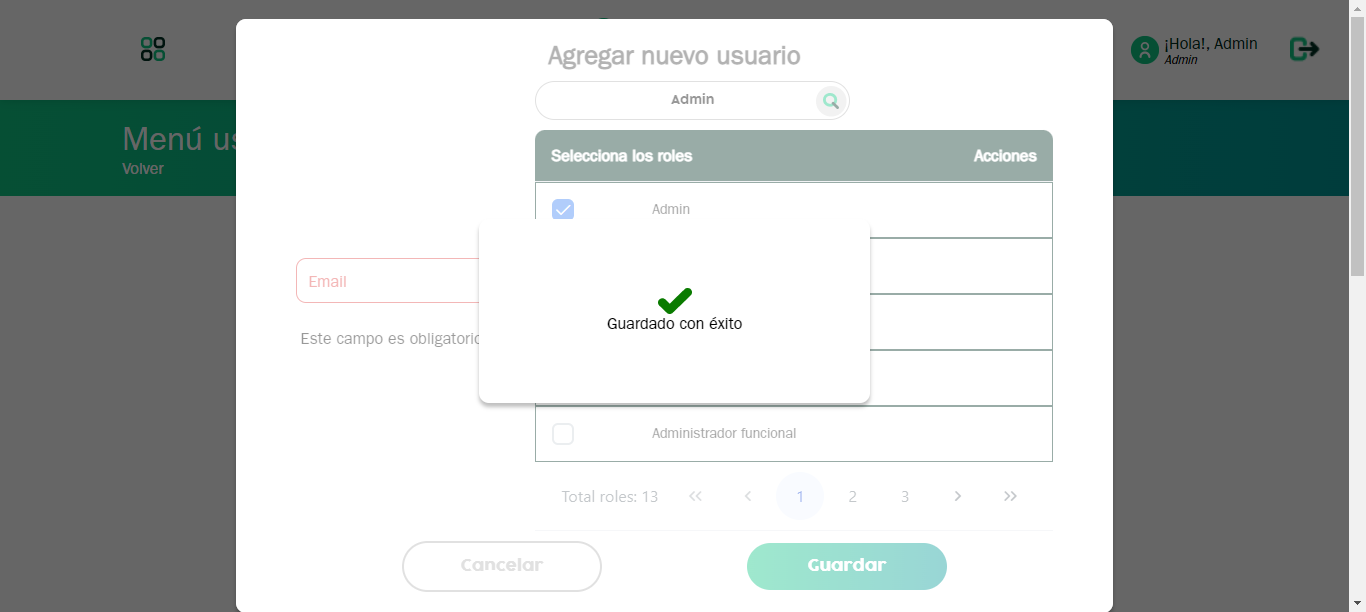 ¡Hola!, Admin
Admin
Menú us
Volver
Agregar nuevo usuario
Admin
Selecciona los roles Acciones
Admin
Email
Este campo es obligatorio
Guardado con éxito
Administrador funcional
Total roles: 13 « ‹ 1 2 3 › »
Cancelar Guardar